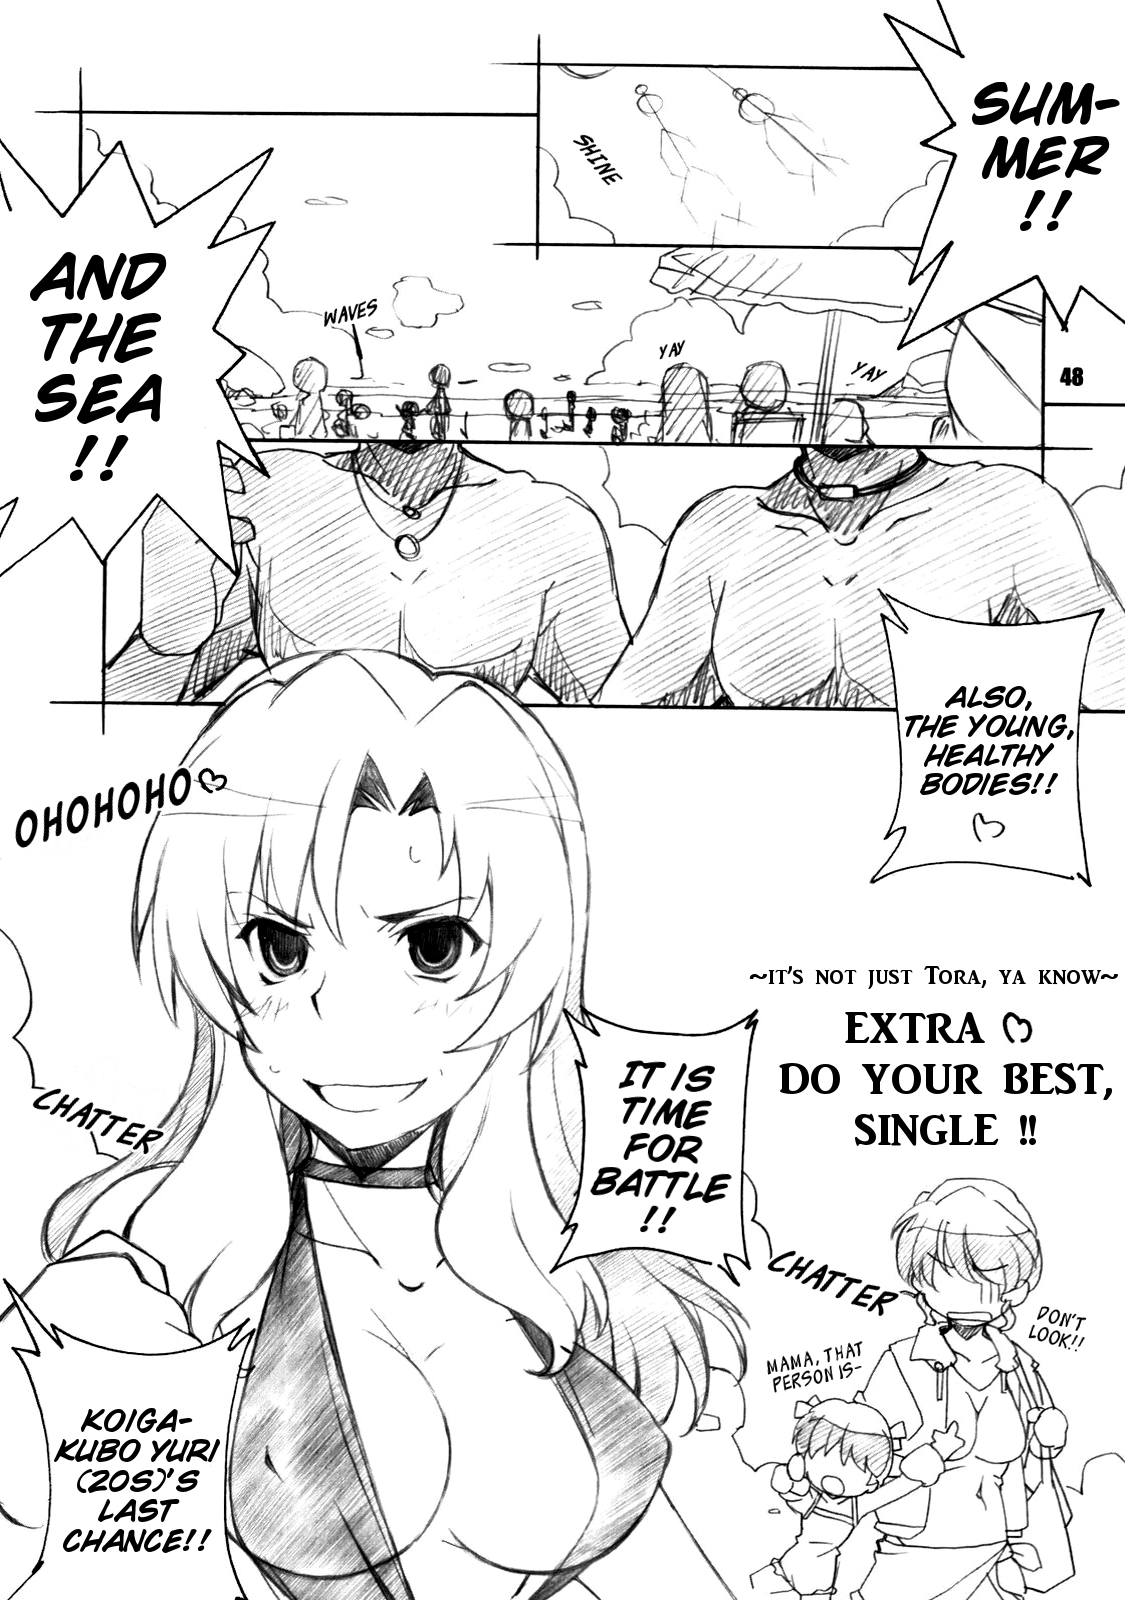 SUM-
MER
!!
SHINE
AND
THE
SEA
!!
WAVES
YAY
YAY
48
ALSO,
THE YOUNG,
HEALTHY
BODIES!!
OHOHOHO
~IT'S NOT JUST TORA, YA KNOW~
EXTRA
DO YOUR BEST,
SINGLE !!
IT IS
TIME
FOR
BATTLE
!!
CHATTER
CHATTER
DON'T
LOOK!!
MAMA, THAT
PERSON IS-
KOIGA-
KUBO YURI
(20S)'S
LAST
CHANCE!!